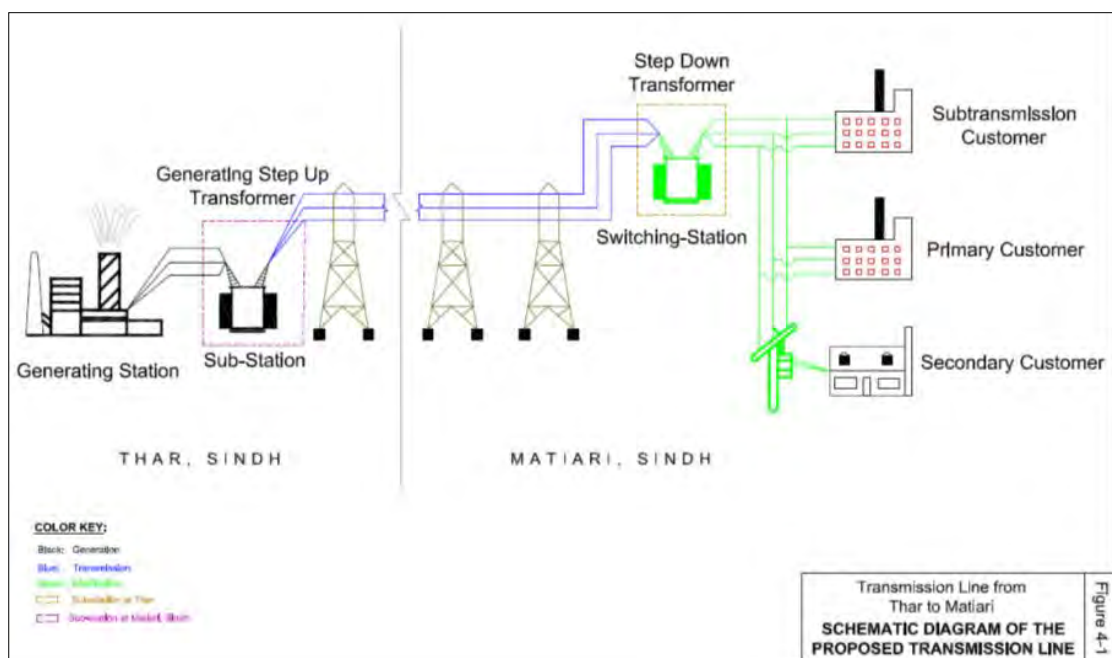 Step Down
Transformer
Subtransmission
Customer
Generating Step Up
Transformer
Switching-Station
Primary Customer
Generating Station
Sub-Station
Secondary Customer
THAR, SINDH
MATIARI, SINDH
COLOR KEY:
Black: Generation
Blue: Transmission
Transmission Line from
Thar to Matiari
SCHEMATIC DIAGRAM OF THE
PROPOSED TRANSMISSION LINE
Figure 4-1